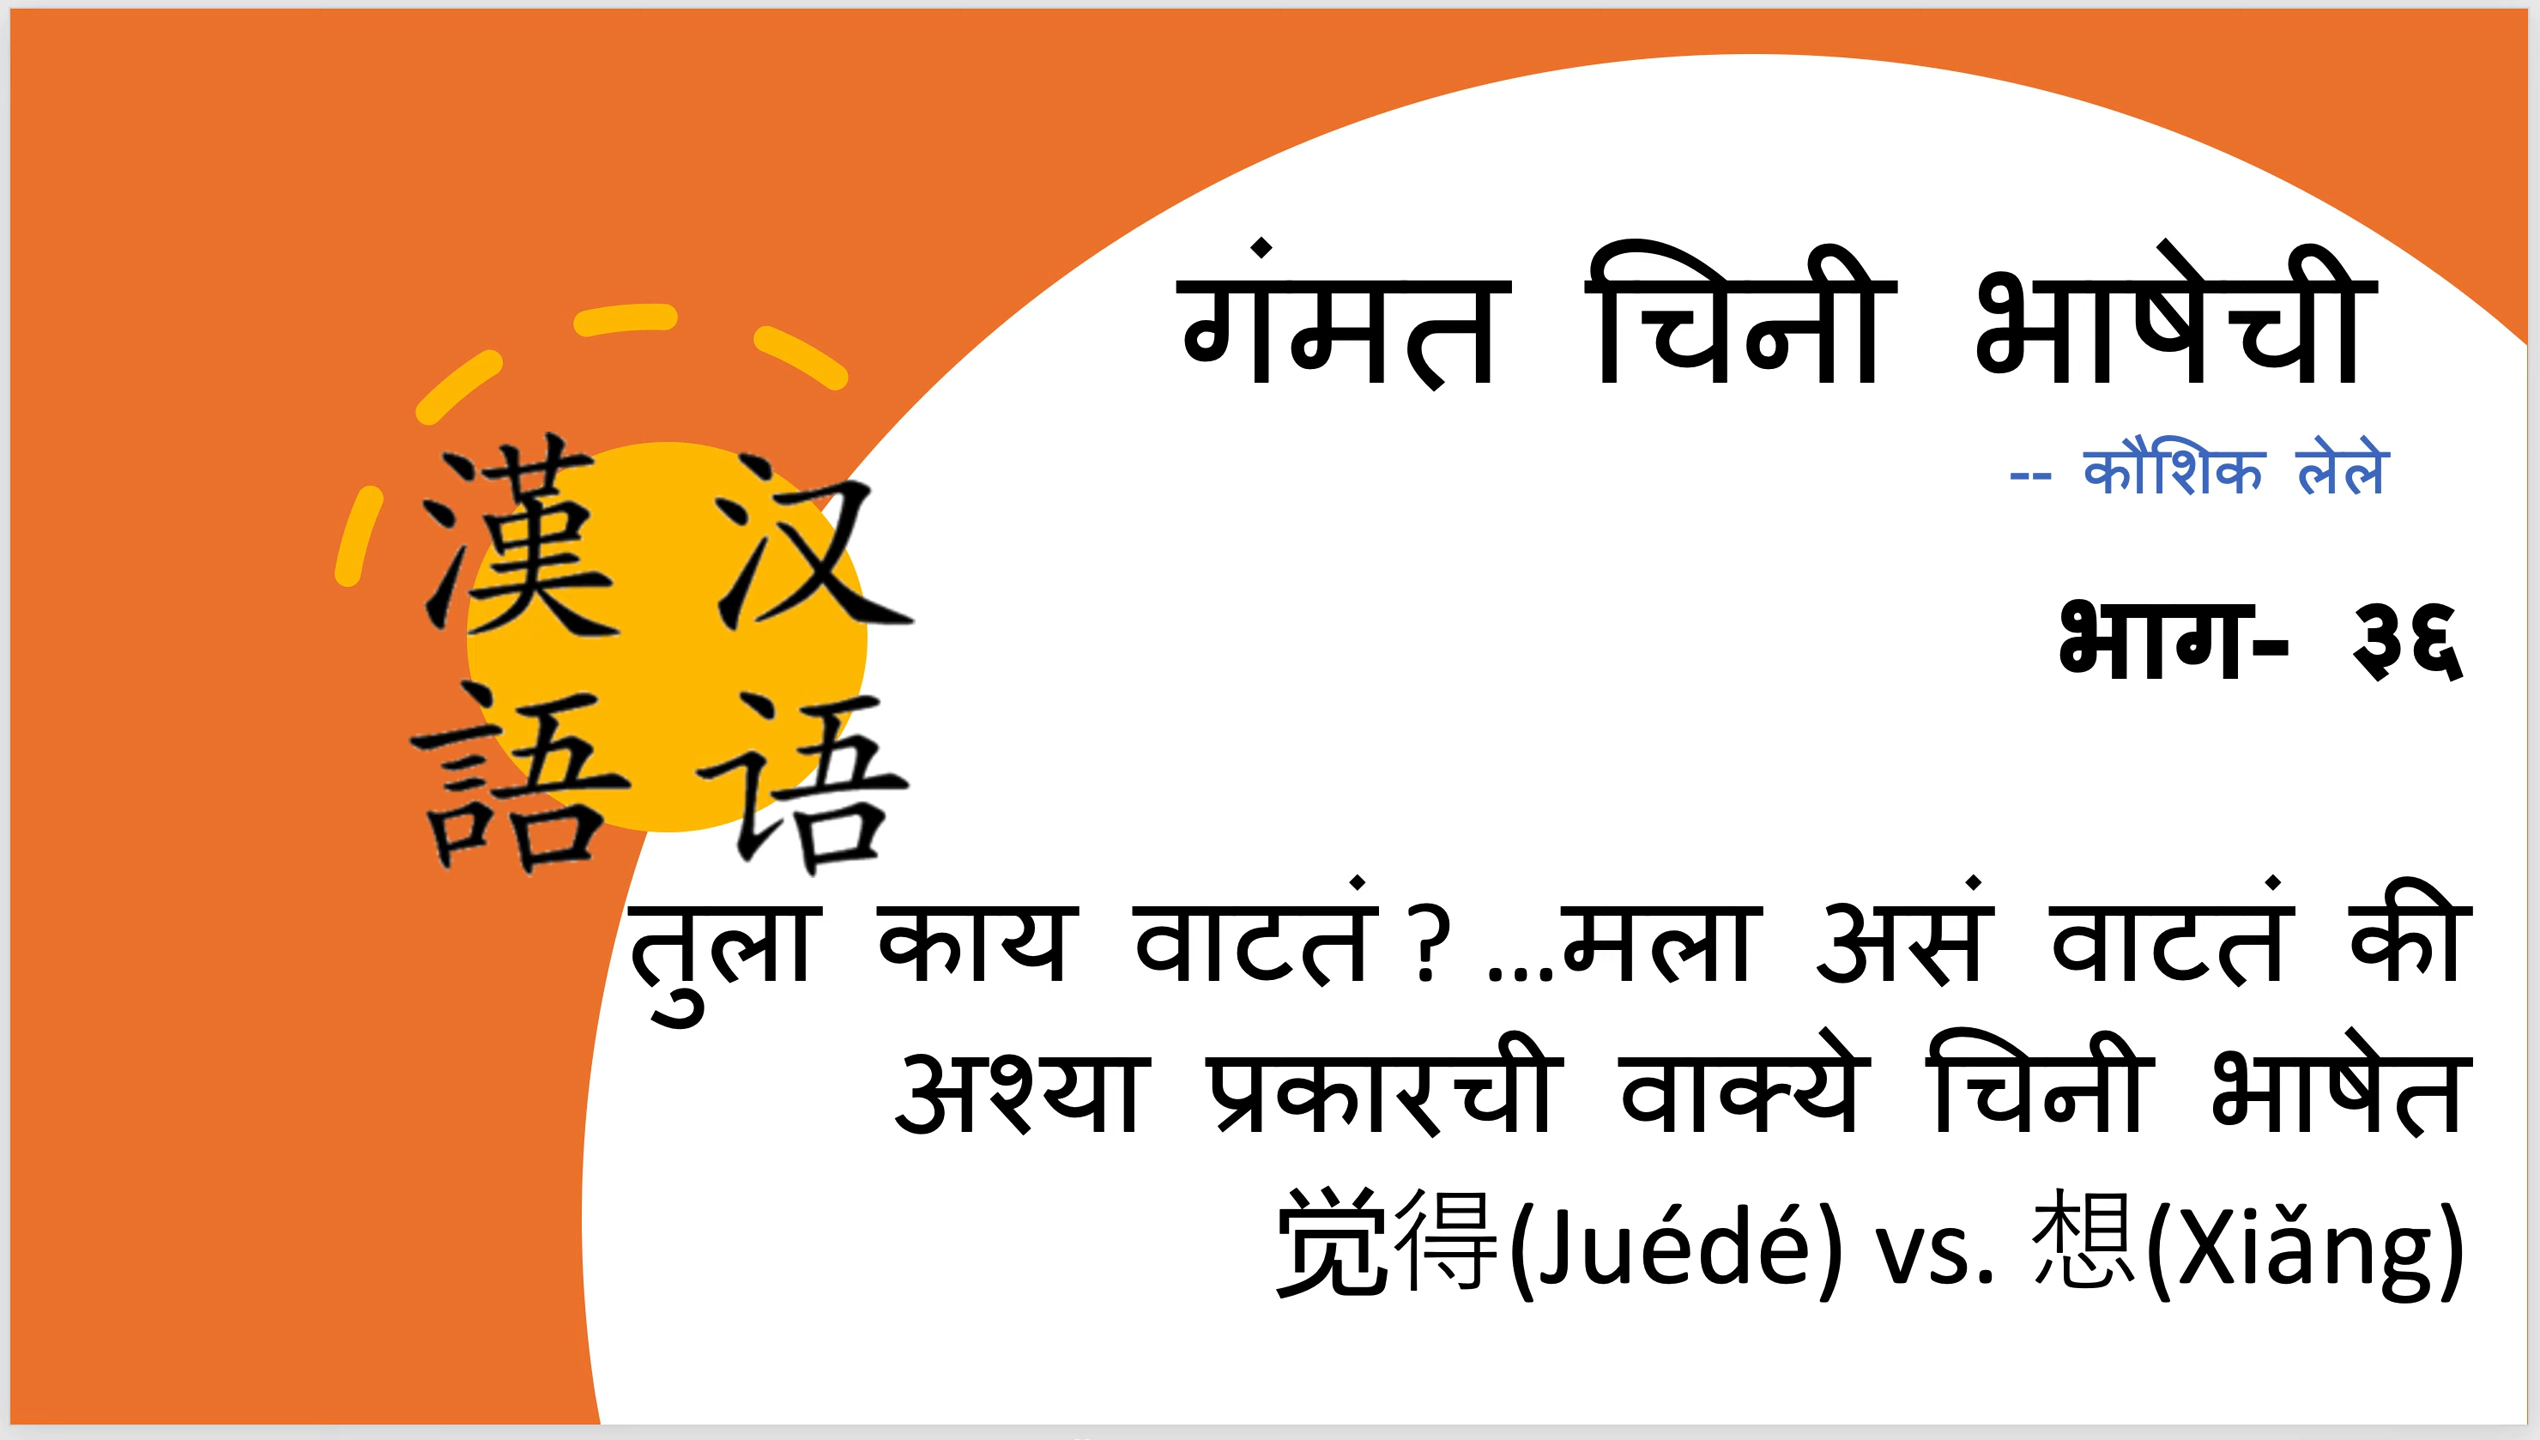 गंमत चिनी भाषेची
-- कौशिक लेले
भाग- ३६
漢 汉
語 语
तुला काय वाटतं ? ...मला असं वाटतं की
अश्या प्रकारची वाक्ये चिनी भाषेत
觉得(Juédé) vs. 想(Xiǎng)